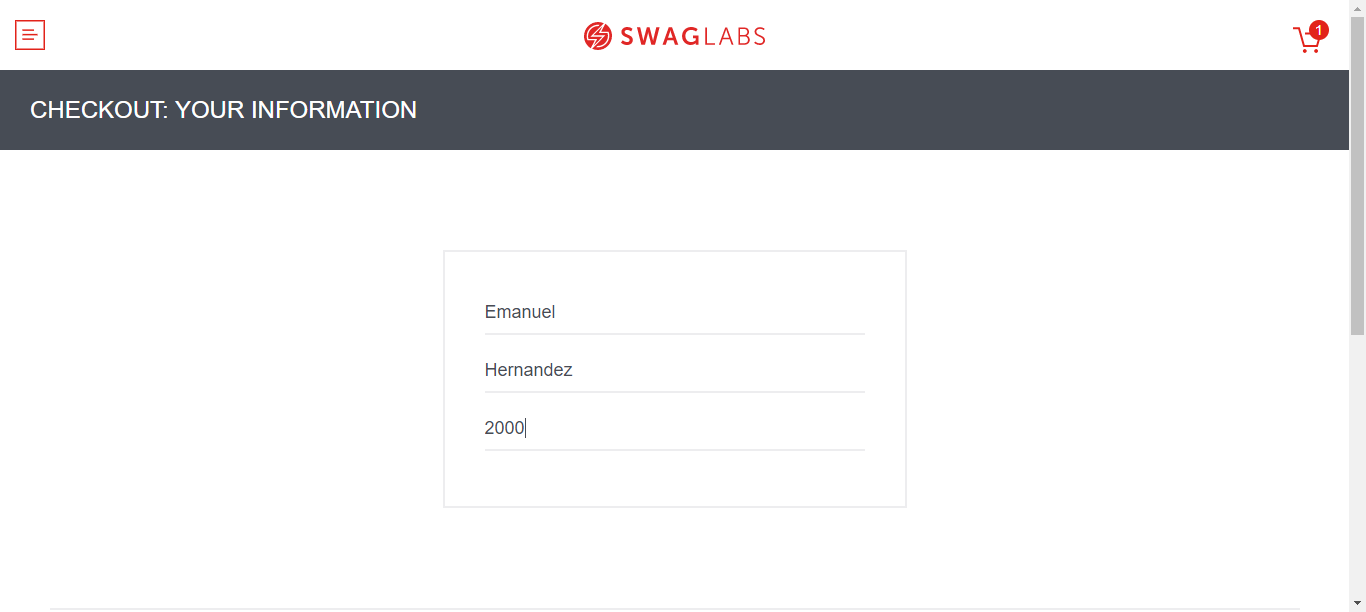 SWAGLABS
1
CHECKOUT: YOUR INFORMATION
Emanuel
Hernandez
2000